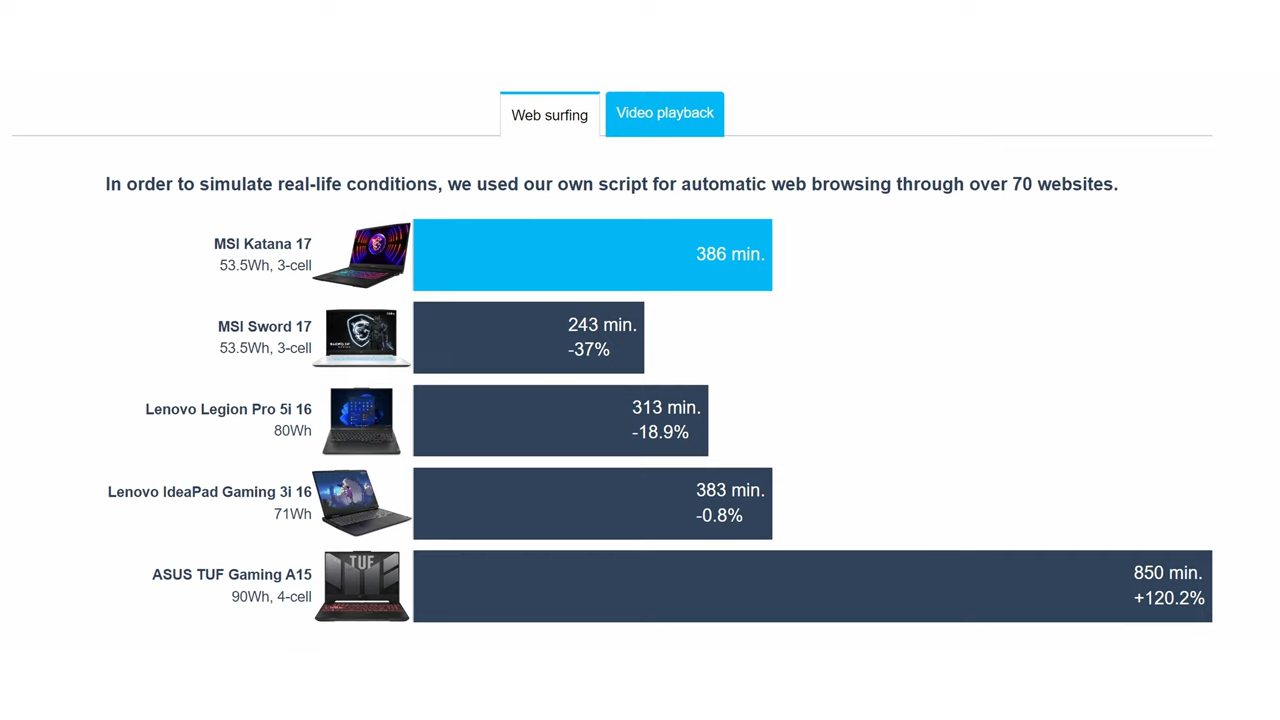 Web surfing
Video playback
In order to simulate real-life conditions, we used our own script for automatic web browsing through over 70 websites.
MSI Katana 17
53.5Wh, 3-cell
386 min.
MSI Sword 17
53.5Wh, 3-cell
243 min.
-37%
Lenovo Legion Pro 5i 16
80Wh
313 min.
-18.9%
Lenovo IdeaPad Gaming 3i 16
71Wh
383 min.
-0.8%
ASUS TUF Gaming A15
90Wh, 4-cell
TUF
850 min.
+120.2%